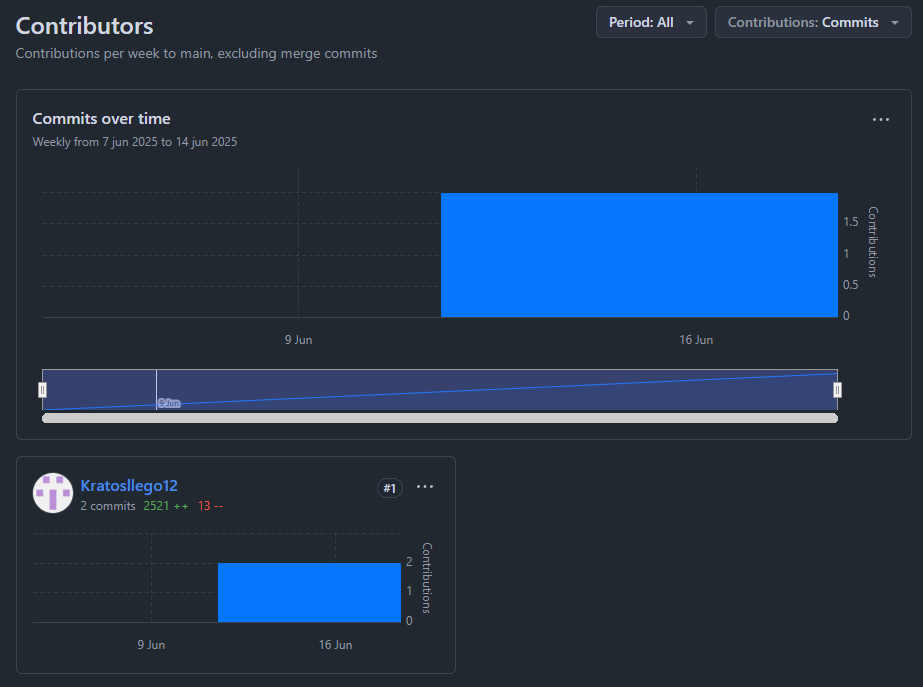 Contributors
Period: All
Contributions: Commits
Contributions per week to main, excluding merge commits
Commits over time
Weekly from 7 jun 2025 to 14 jun 2025
1.5
1
0.5
0
Contributions
9 Jun
16 Jun
9 Jun
Kratosllego12
#1
2 commits 2521 ++ 13 --
2
1
0
Contributions
9 Jun
16 Jun